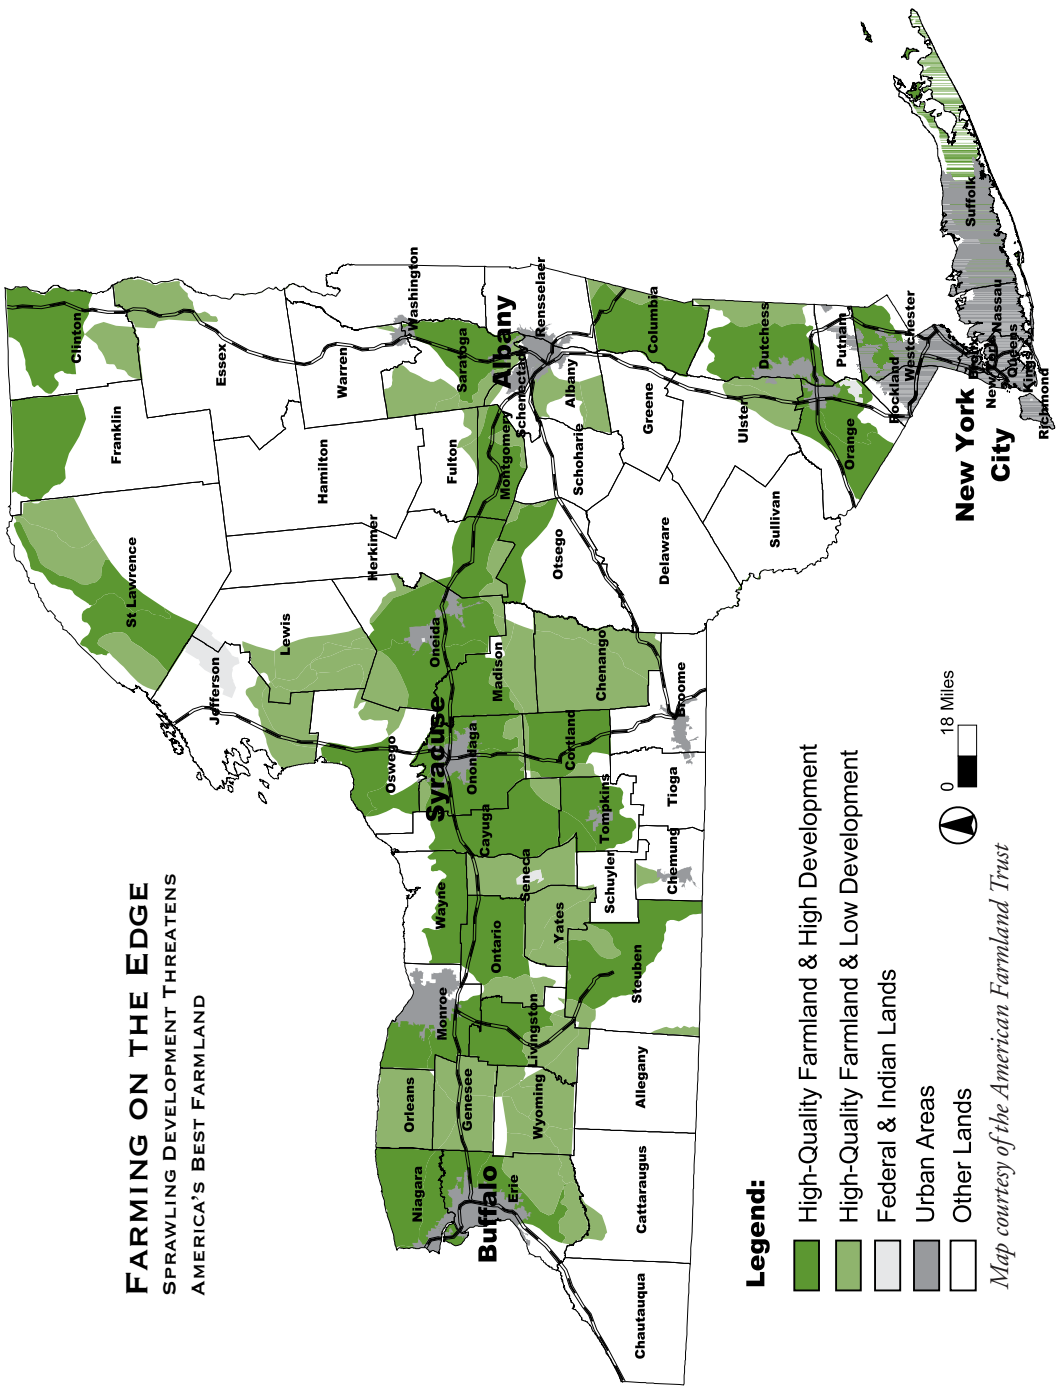 FARMING ON THE EDGE
SPRAWLING DEVELOPMENT THREATENS
AMERICA'S BEST FARMLAND
Clinton
Franklin
St Lawrence
Essex
Jefferson
Lewis
Hamilton
Herkimer
Warren
Washington
Oswego
Oneida
Fulton
Saratoga
Niagara
Orleans
Monroe
Wayne
Syracuse
Cayuga
Onondaga
Madison
Montgomery
Schenectady
Albany
Rensselaer
Buffalo
Erie
Genesee
Wyoming
Livingston
Ontario
Yates
Seneca
Cortland
Chenango
Otsego
Schoharie
Albany
Tompkins
Schuyler
Steuben
Chemung
Tioga
Broome
Delaware
Greene
Columbia
Chautauqua
Cattaraugus
Allegany
Sullivan
Ulster
Dutchess
Orange
Putnam
Rockland
Westchester
New York
City
Bronx
New York
Queens
Kings
Richmond
Nassau
Suffolk
Legend:
High-Quality Farmland & High Development
High-Quality Farmland & Low Development
Federal & Indian Lands
Urban Areas
Other Lands
0 18 Miles
Map courtesy of the American Farmland Trust